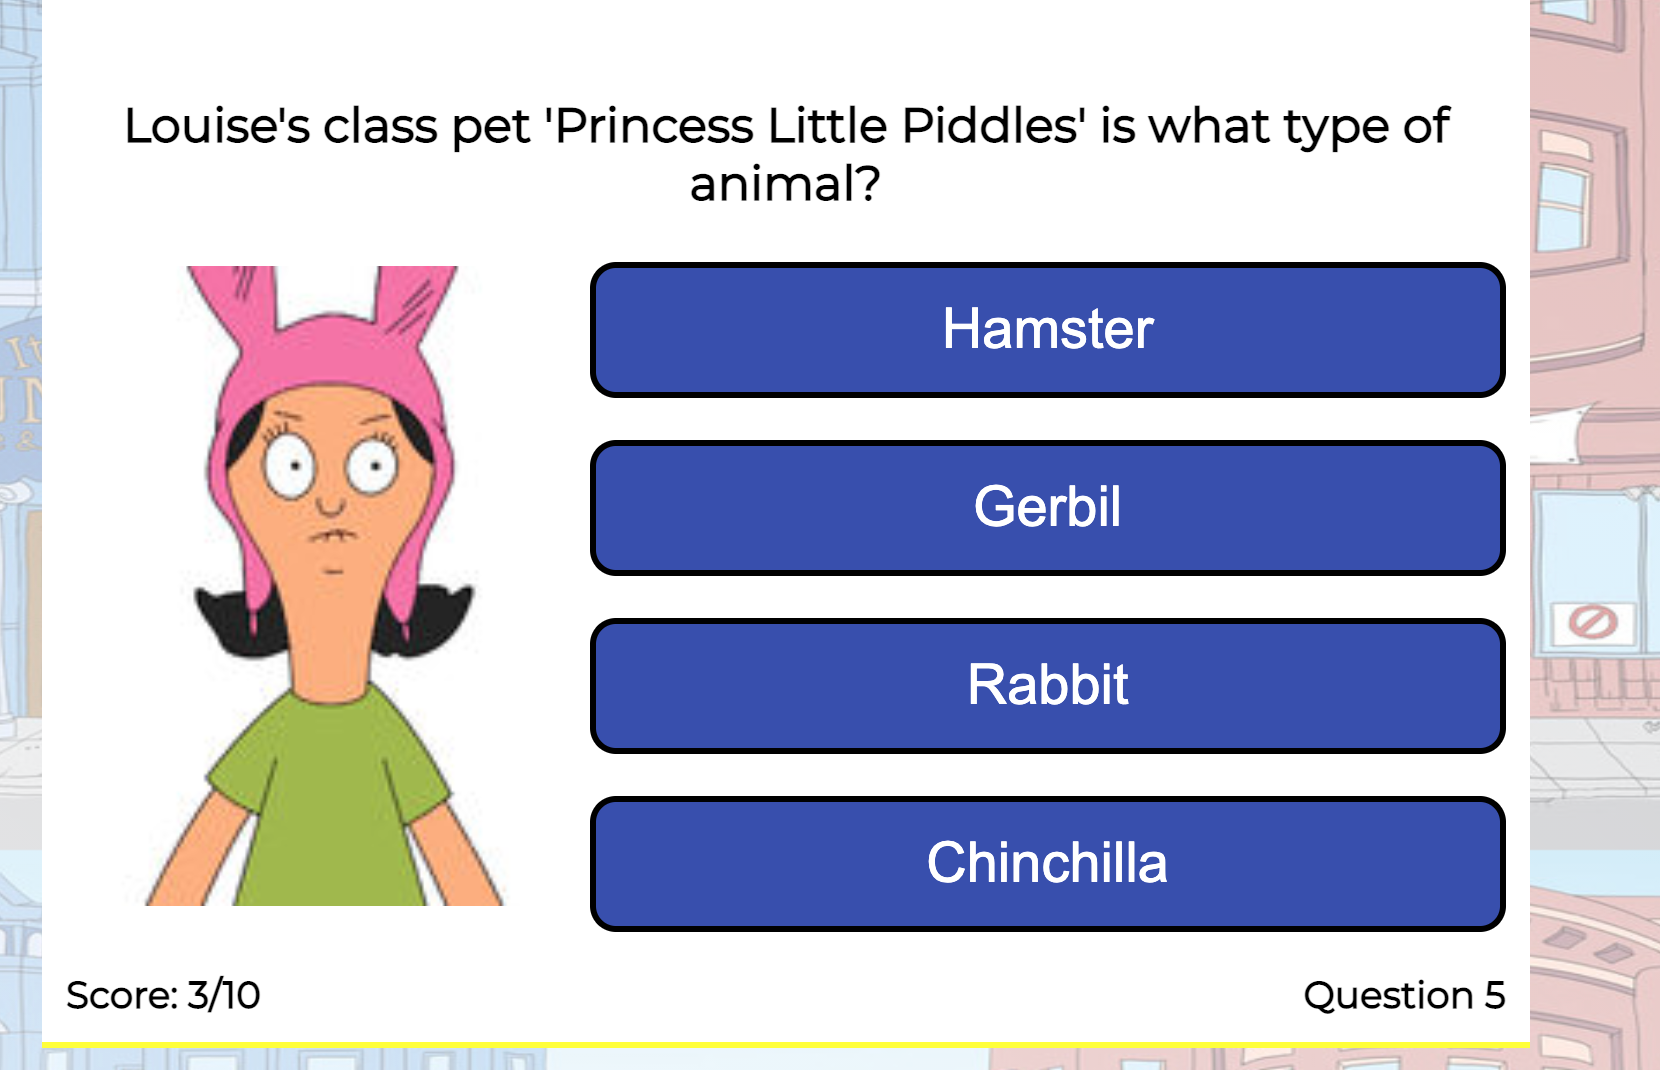 Louise's class pet 'Princess Little Piddles' is what type of
animal?
Hamster
Gerbil
Rabbit
Chinchilla
Score: 3/10
Question 5